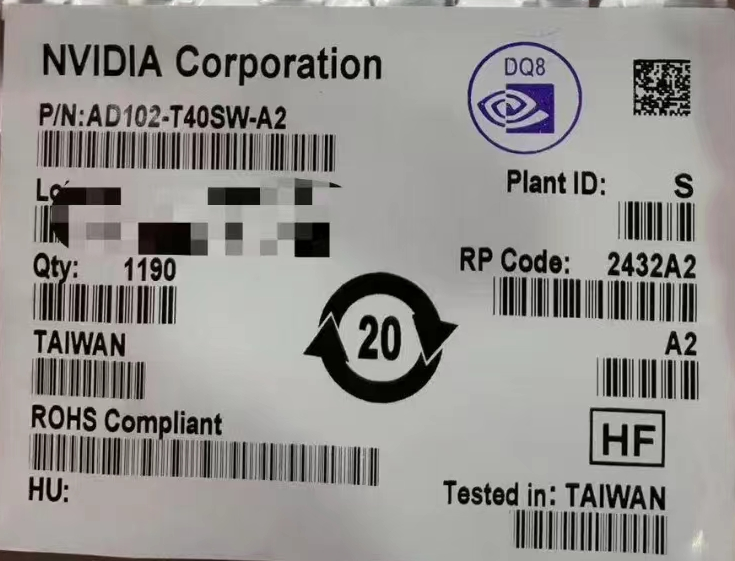 NVIDIA Corporation
DQ8
P/N:AD102-T40SW-A2
Plant ID: S
Qty: 1190
RP Code: 2432A2
20
TAIWAN
A2
ROHS Compliant
HF
HU:
Tested in: TAIWAN